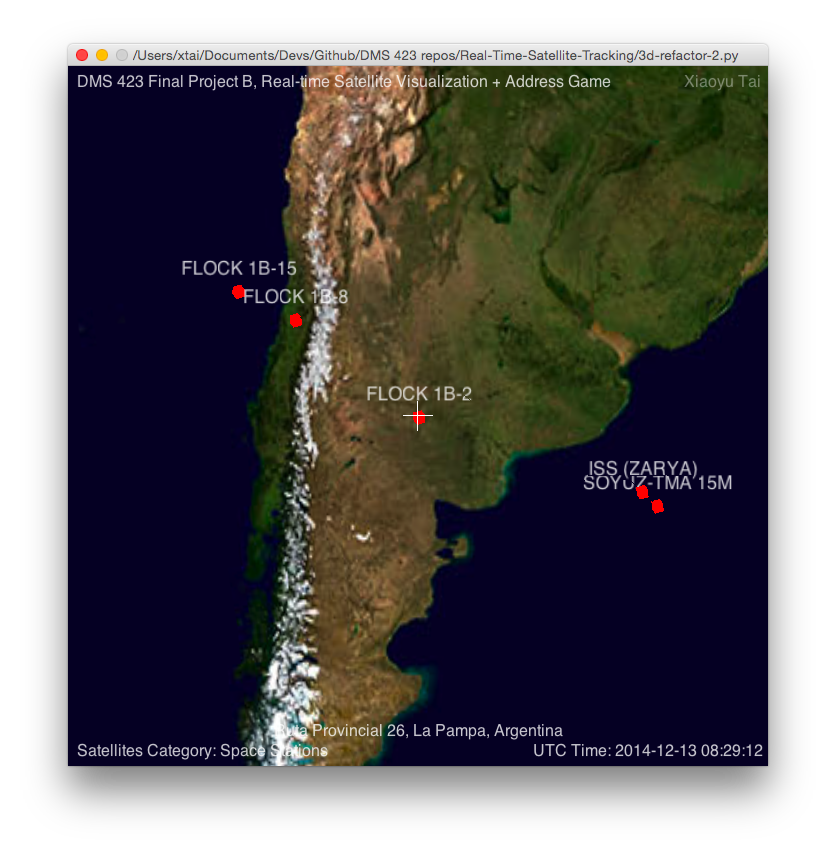 /Users/xtai/Documents/Devs/Github/DMS 423 repos/Real-Time-Satellite-Tracking/3d-refactor-2.py
DMS 423 Final Project B, Real-time Satellite Visualization + Address Game
Xiaoyu Tai
FLOCK 1B-15
FLOCK 1B-8
FLOCK 1B-2
ISS (ZARYA)
SOYUZ-TMA 15M
Ruta Provincial 26, La Pampa, Argentina
Satellites Category: Space Stations
UTC Time: 2014-12-13 08:29:12